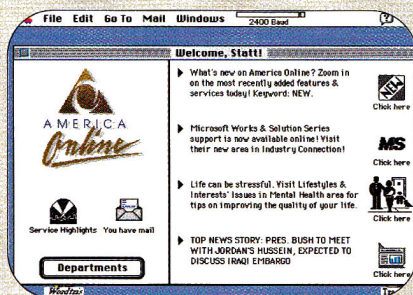 File Edit Go To Mail Windows
2400 Baud
Welcome, Statt!
AMERICA
Online
Service Highlights You have mail
Departments
What's new on America Online? Zoom in
on the most recently added features &
services today! Keyword: NEW.
NEW
Click here
Microsoft Works & Solution Series
support is now available online! Visit
their new area in Industry Connection!
MS
Click here
Life can be stressful. Visit Lifestyles &
Interests' Issues in Mental Health area for
tips on improving the quality of your life.
Click here
TOP NEWS STORY: PRES. BUSH TO MEET
WITH JORDAN'S HUSSEIN, EXPECTED TO
DISCUSS IRAQI EMBARGO
Click here